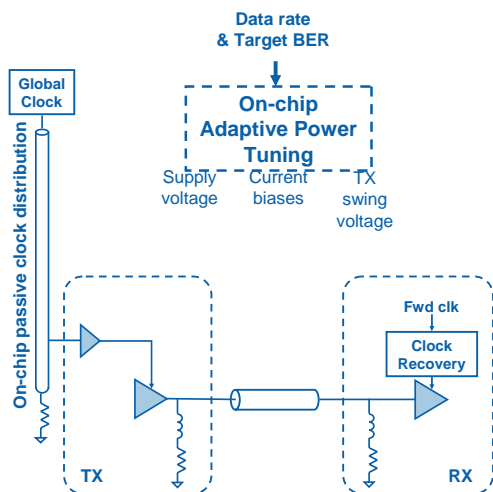 Data rate
& Target BER
Global
Clock
On-chip
Adaptive Power
Tuning
Supply
voltage
Current
biases
TX
swing
voltage
On-chip passive clock distribution
Fwd clk
Clock
Recovery
TX
RX